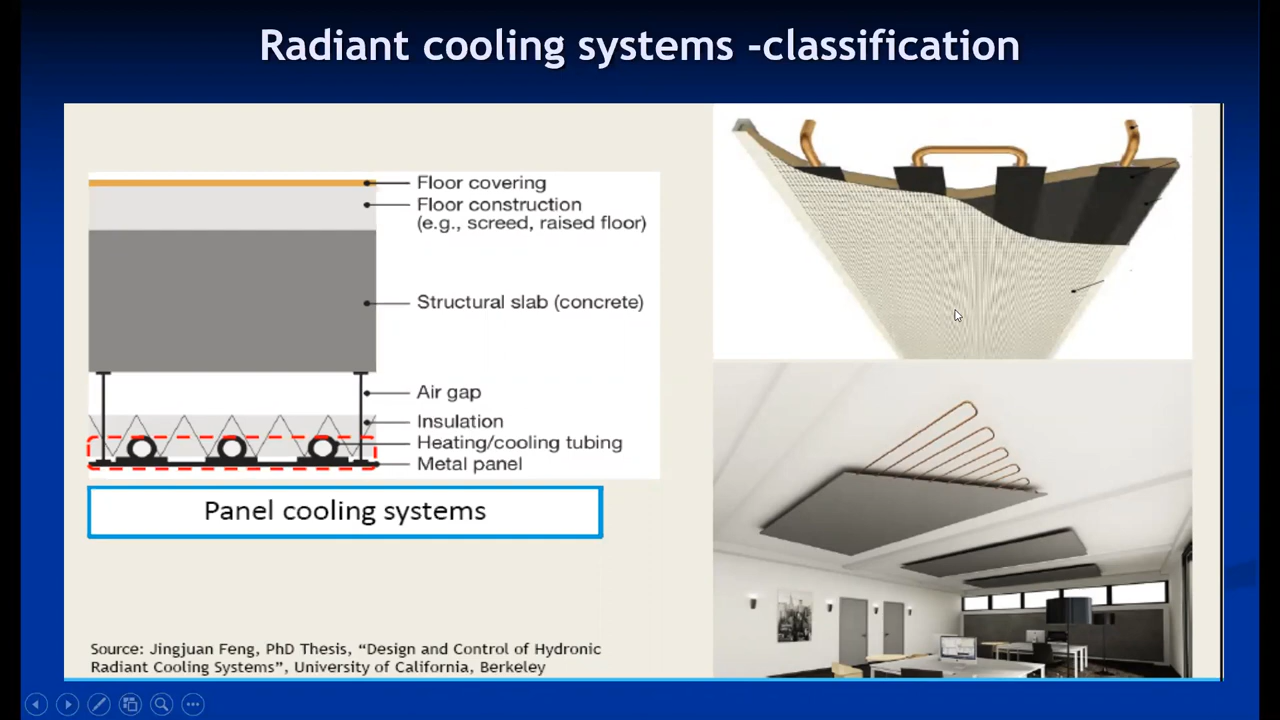 Radiant cooling systems -classification
Floor covering
Floor construction
(e.g., screed, raised floor)
Structural slab (concrete)
Air gap
Insulation
Heating/cooling tubing
Metal panel
Panel cooling systems
Source: Jingjuan Feng, PhD Thesis, “Design and Control of Hydronic
Radiant Cooling Systems”, University of California, Berkeley